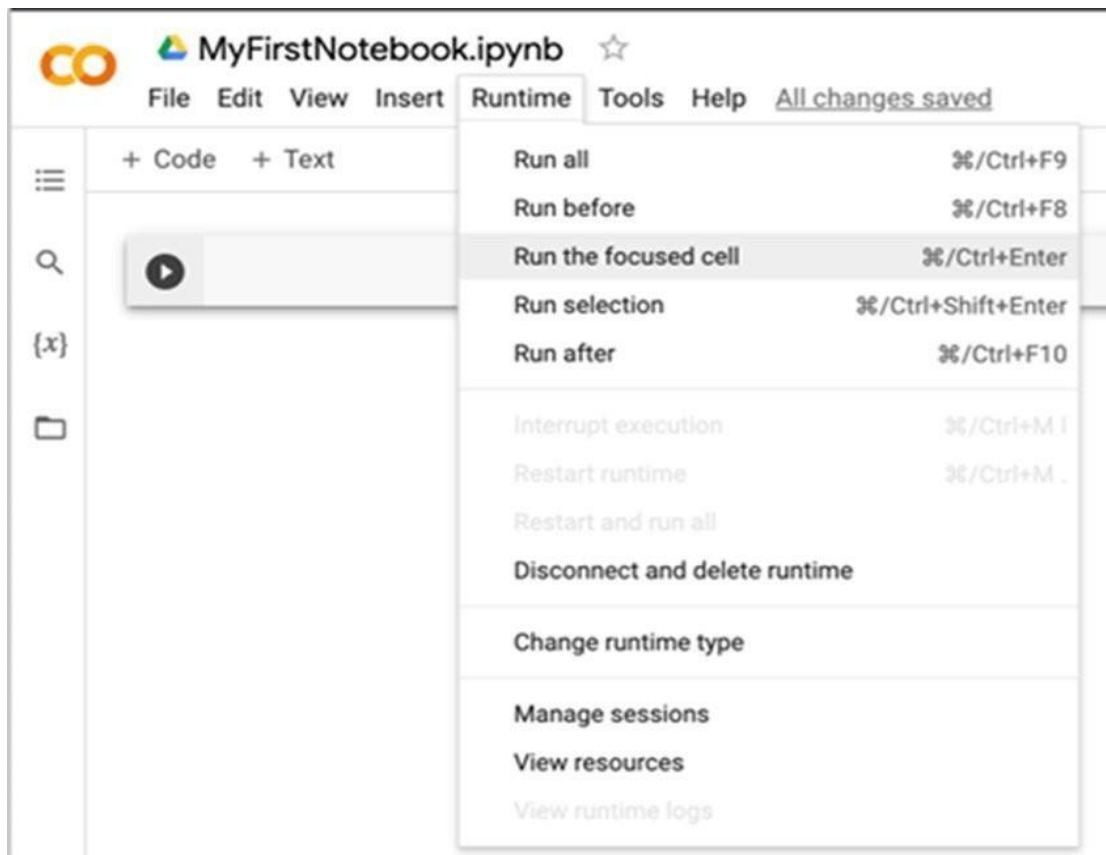 CO MyFirstNotebook.ipynb
File Edit View Insert Runtime Tools Help All changes saved
+ Code + Text
Run all ⌘/Ctrl+F9
Run before ⌘/Ctrl+F8
Run the focused cell ⌘/Ctrl+Enter
Run selection ⌘/Ctrl+Shift+Enter
Run after ⌘/Ctrl+F10
{x}
Interrupt execution ⌘/Ctrl+M I
Restart runtime ⌘/Ctrl+M .
Restart and run all
Disconnect and delete runtime
Change runtime type
Manage sessions
View resources
View runtime logs